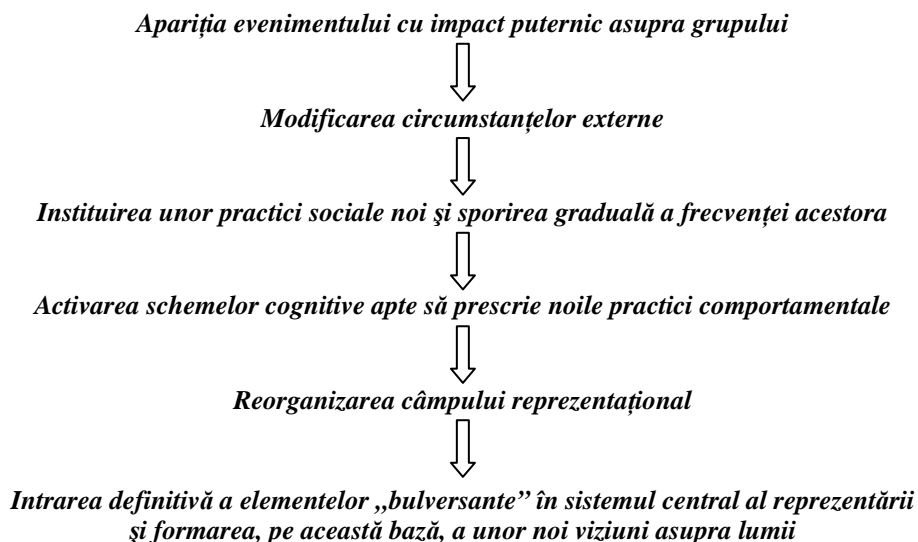 Apariția evenimentului cu impact puternic asupra grupului
Modificarea circumstanțelor externe
Instituirea unor practici sociale noi şi sporirea graduală a frecvenței acestora
Activarea schemelor cognitive apte să prescrie noile practici comportamentale
Reorganizarea câmpului reprezentațional
Intrarea definitivă a elementelor „bulversante” în sistemul central al reprezentării
şi formarea, pe această bază, a unor noi viziuni asupra lumii